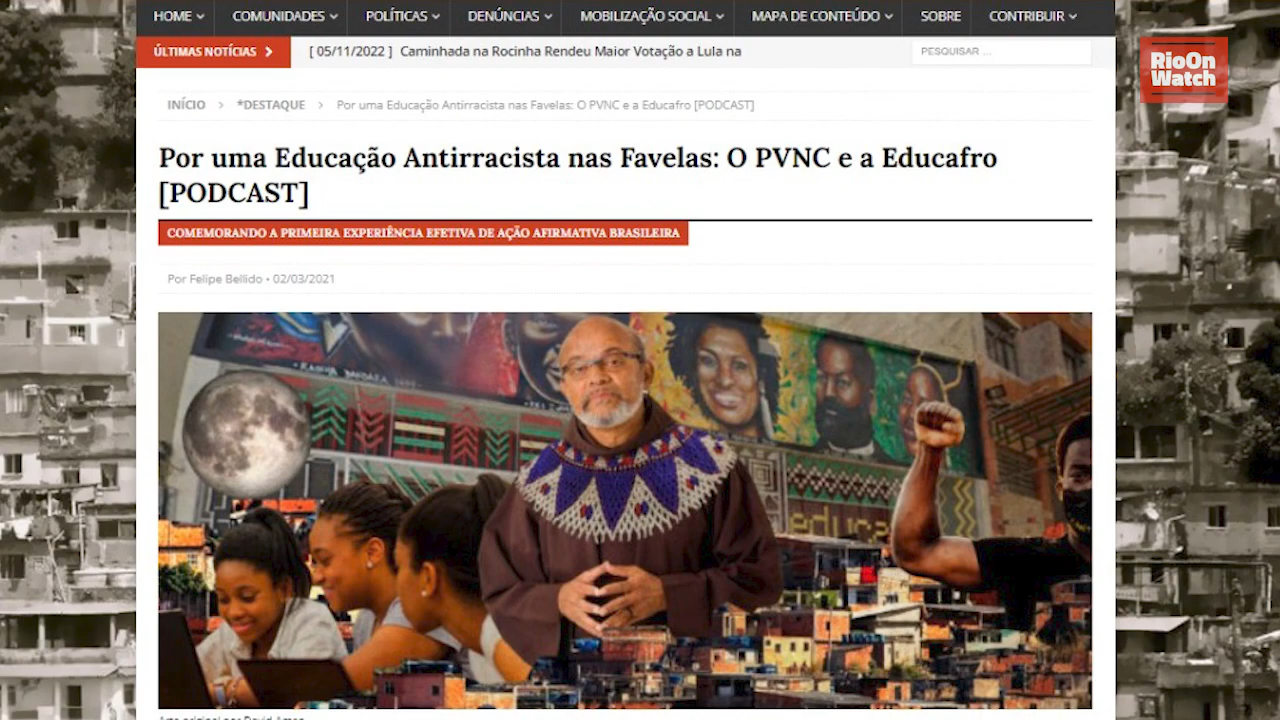 HOME COMUNIDADES POLÍTICAS DENÚNCIAS MOBILIZAÇÃO SOCIAL MAPA DE CONTEÚDO SOBRE CONTRIBUIR
ÚLTIMAS NOTÍCIAS [ 05/11/2022 ] Caminhada na Rocinha Rendeu Maior Votação a Lula na
PESQUISAR ...
RioOn
Watch
INÍCIO > *DESTAQUE > Por uma Educação Antirracista nas Favelas: O PVNC e a Educafro [PODCAST]
Por uma Educação Antirracista nas Favelas: O PVNC e a Educafro
[PODCAST]
COMEMORANDO A PRIMEIRA EXPERIÊNCIA EFETIVA DE AÇÃO AFIRMATIVA BRASILEIRA
Por Felipe Bellido • 02/03/2021
educa